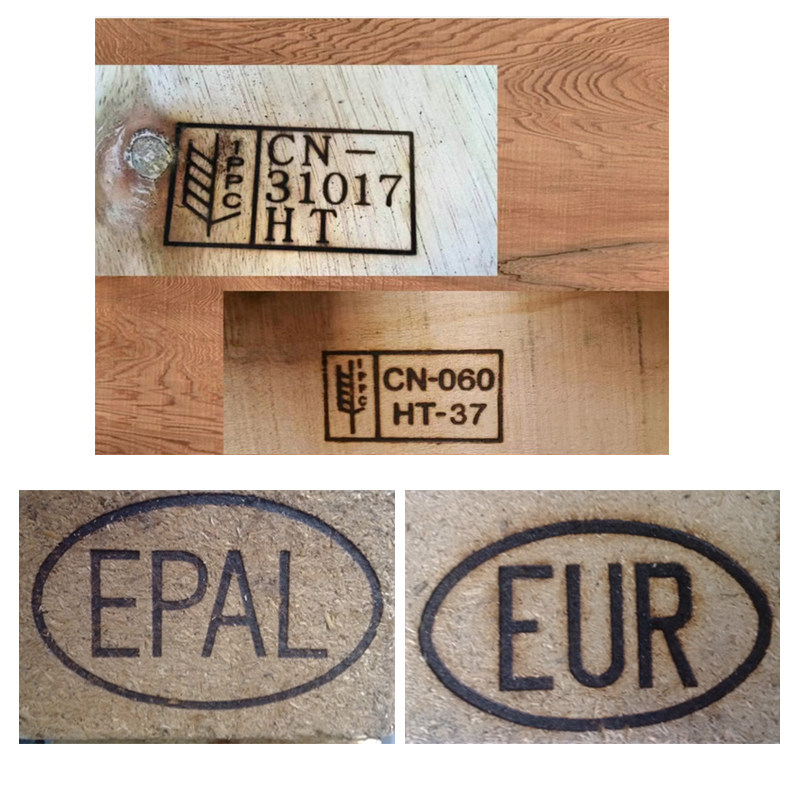 IPPC
CN-
31017
HT
IPPC
CN-060
HT-37
EPAL
EUR